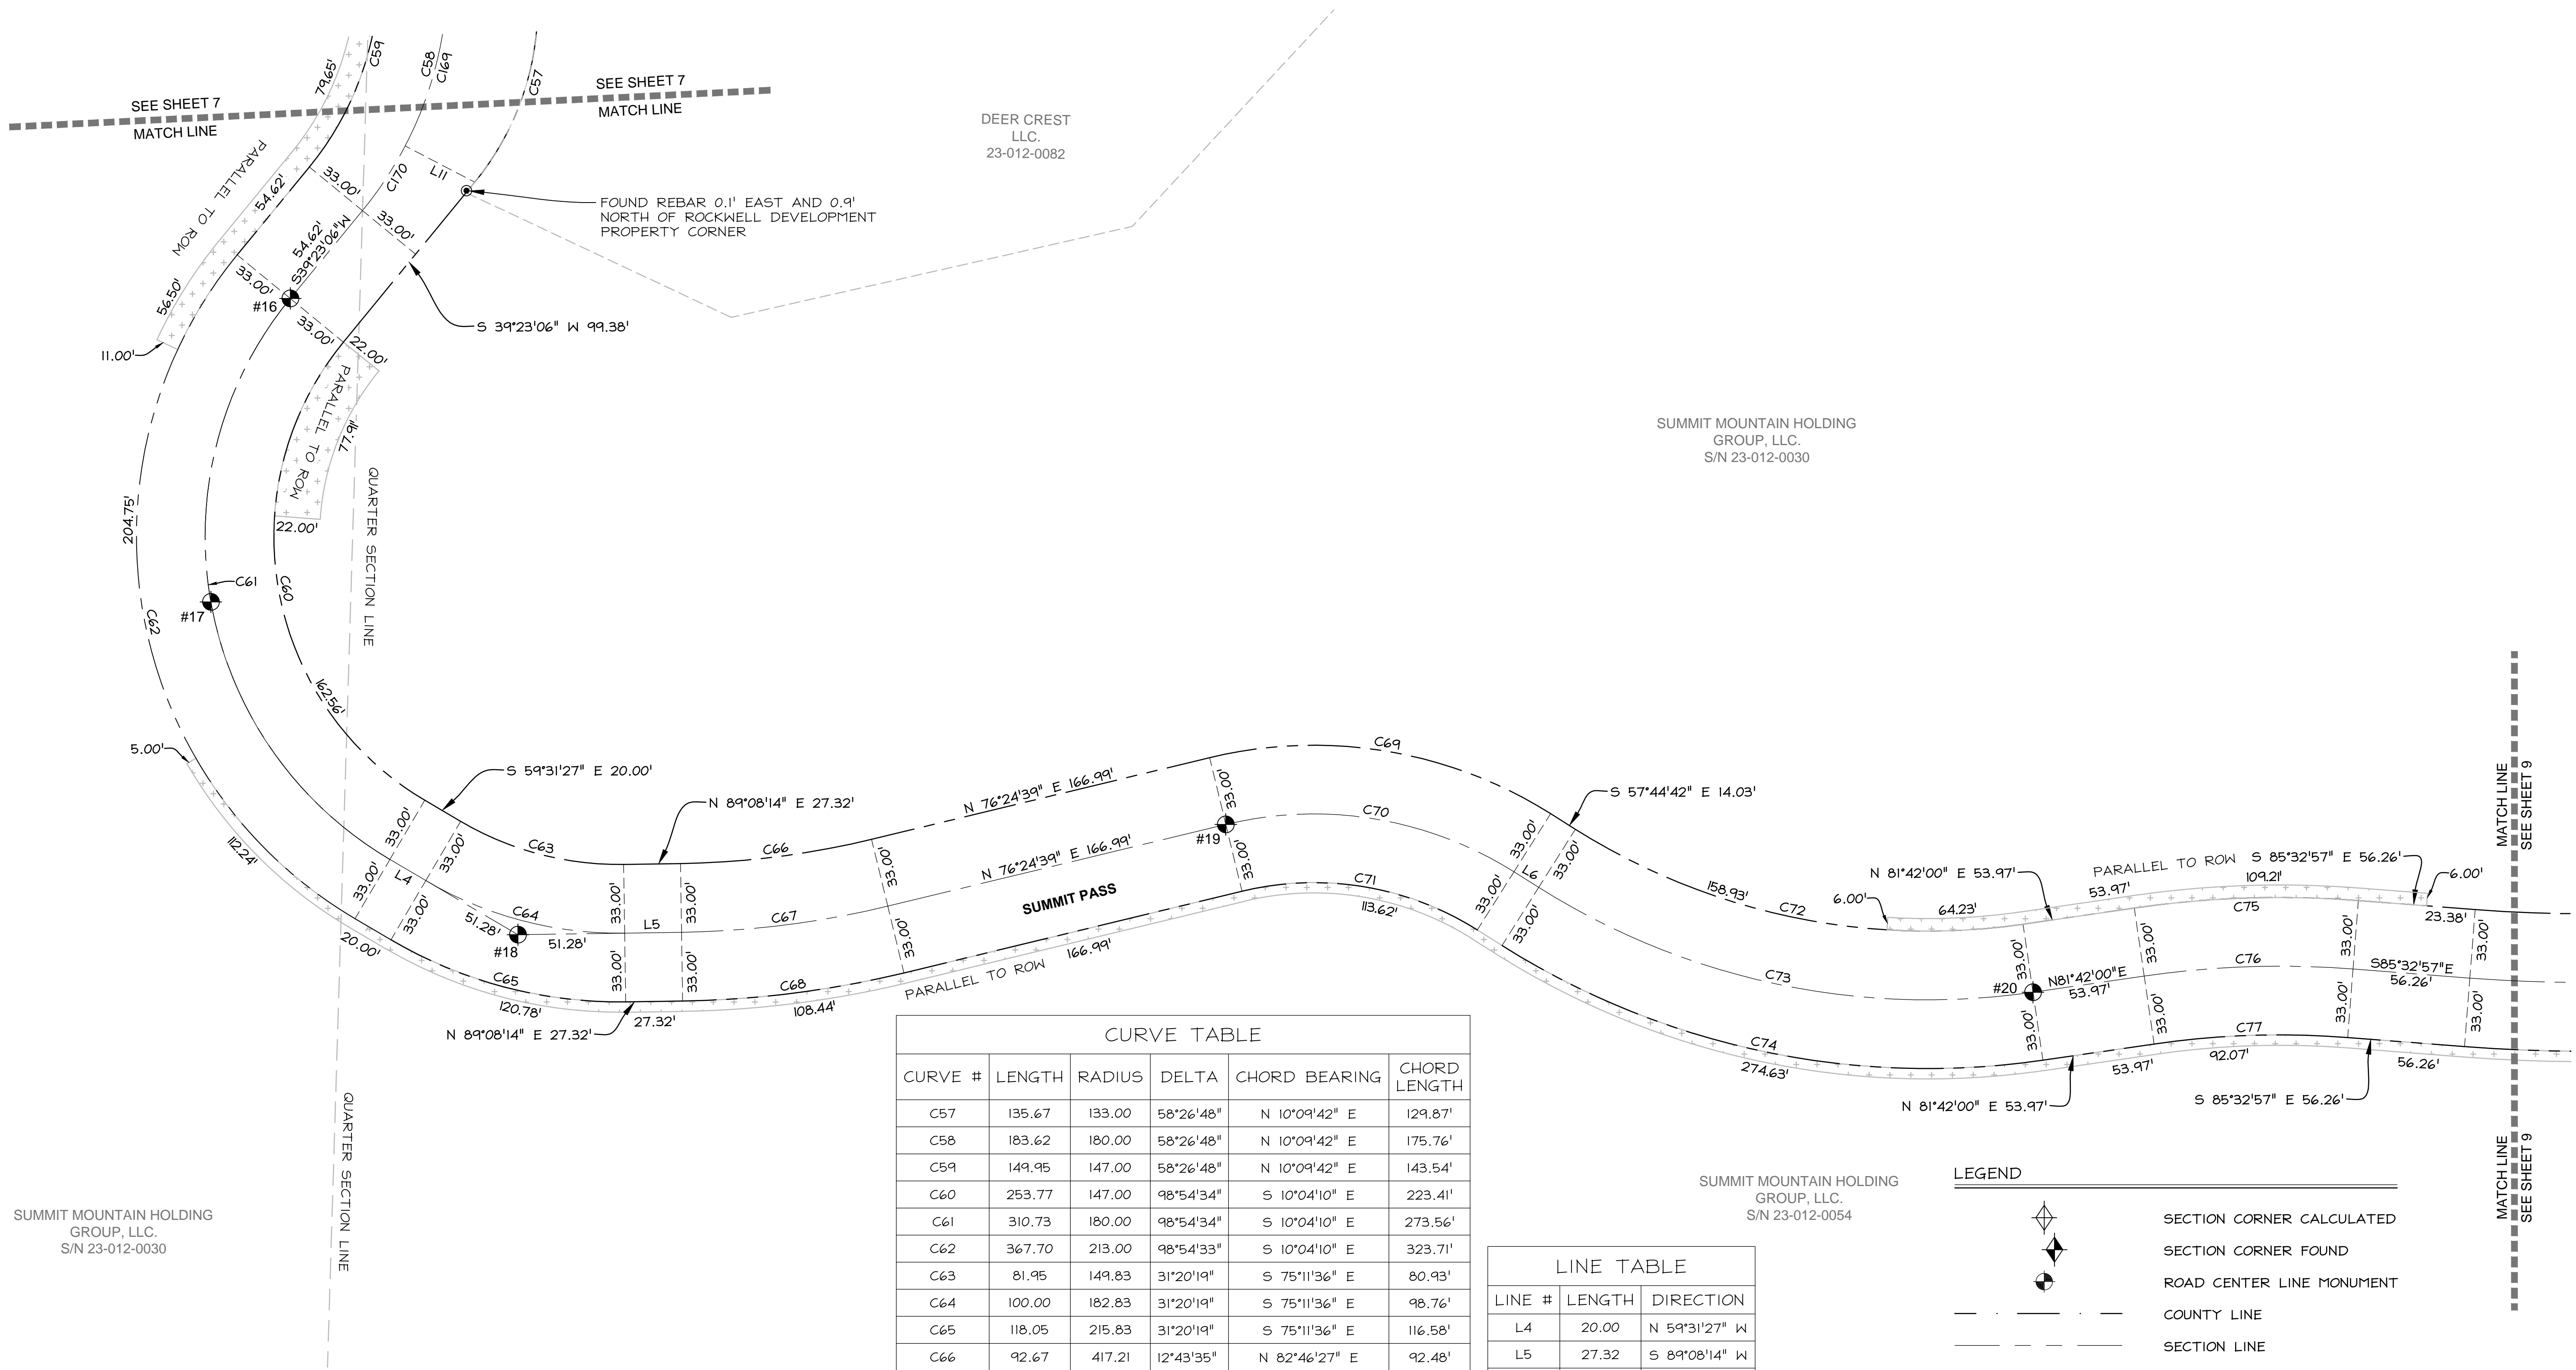 79.65'
C59
C58
C169
C57
SEE SHEET 7
MATCH LINE
SEE SHEET 7
MATCH LINE
DEER CREST
LLC.
23-012-0082
PARALLEL TO ROW
54.62'
33.00'
C170
L11
FOUND REBAR 0.1' EAST AND 0.9'
NORTH OF ROCKWELL DEVELOPMENT
PROPERTY CORNER
54.62'
S39°23'06"W
33.00'
33.00'
56.50'
#16
33.00'
S 39°23'06" W 99.38'
11.00'
22.00'
PARALLEL TO ROW
77.91'
22.00'
QUARTER SECTION LINE
SUMMIT MOUNTAIN HOLDING
GROUP, LLC.
S/N 23-012-0030
204.75'
C61
C60
#17
C62
162.56'
5.00'
S 59°31'27" E 20.00'
112.24'
33.00'
33.00'
L4
33.00'
33.00'
20.00'
C63
N 89°08'14" E 27.32'
C66
N 76°24'39" E 166.99'
33.00'
C69
S 57°44'42" E 14.03'
C64
51.28'
#18
51.28'
33.00'
33.00'
L5
33.00'
33.00'
C67
33.00'
33.00'
N 76°24'39" E 166.99'
SUMMIT PASS
#19
33.00'
C70
C71
113.62'
33.00'
33.00'
L6
33.00'
33.00'
158.93'
C72
C65
120.78'
N 89°08'14" E 27.32'
27.32'
C68
108.44'
PARALLEL TO ROW
166.99'
6.00'
64.23'
N 81°42'00" E 53.97'
53.97'
PARALLEL TO ROW
S 85°32'57" E 56.26'
109.21'
6.00'
C75
23.38'
C73
33.00'
#20
33.00'
N81°42'00"E
53.97'
33.00'
33.00'
C76
33.00'
33.00'
S85°32'57"E
56.26'
33.00'
33.00'
C74
274.63'
N 81°42'00" E 53.97'
53.97'
C77
92.07'
56.26'
S 85°32'57" E 56.26'
MATCH LINE
SEE SHEET 9
MATCH LINE
SEE SHEET 9
QUARTER SECTION LINE
SUMMIT MOUNTAIN HOLDING
GROUP, LLC.
S/N 23-012-0030
CURVE TABLE
CURVE # LENGTH RADIUS DELTA CHORD BEARING CHORD LENGTH
C57 135.67 133.00 58°26'48" N 10°09'42" E 129.87'
C58 183.62 180.00 58°26'48" N 10°09'42" E 175.76'
C59 149.95 147.00 58°26'48" N 10°09'42" E 143.54'
C60 253.77 147.00 98°54'34" S 10°04'10" E 223.41'
C61 310.73 180.00 98°54'34" S 10°04'10" E 273.56'
C62 367.70 213.00 98°54'33" S 10°04'10" E 323.71'
C63 81.95 149.83 31°20'19" S 75°11'36" E 80.93'
C64 100.00 182.83 31°20'19" S 75°11'36" E 98.76'
C65 118.05 215.83 31°20'19" S 75°11'36" E 116.58'
C66 92.67 417.21 12°43'35" N 82°46'27" E 92.48'
SUMMIT MOUNTAIN HOLDING
GROUP, LLC.
S/N 23-012-0054
LINE TABLE
LINE # LENGTH DIRECTION
L4 20.00 N 59°31'27" W
L5 27.32 S 89°08'14" W
LEGEND
SECTION CORNER CALCULATED
SECTION CORNER FOUND
ROAD CENTER LINE MONUMENT
COUNTY LINE
SECTION LINE